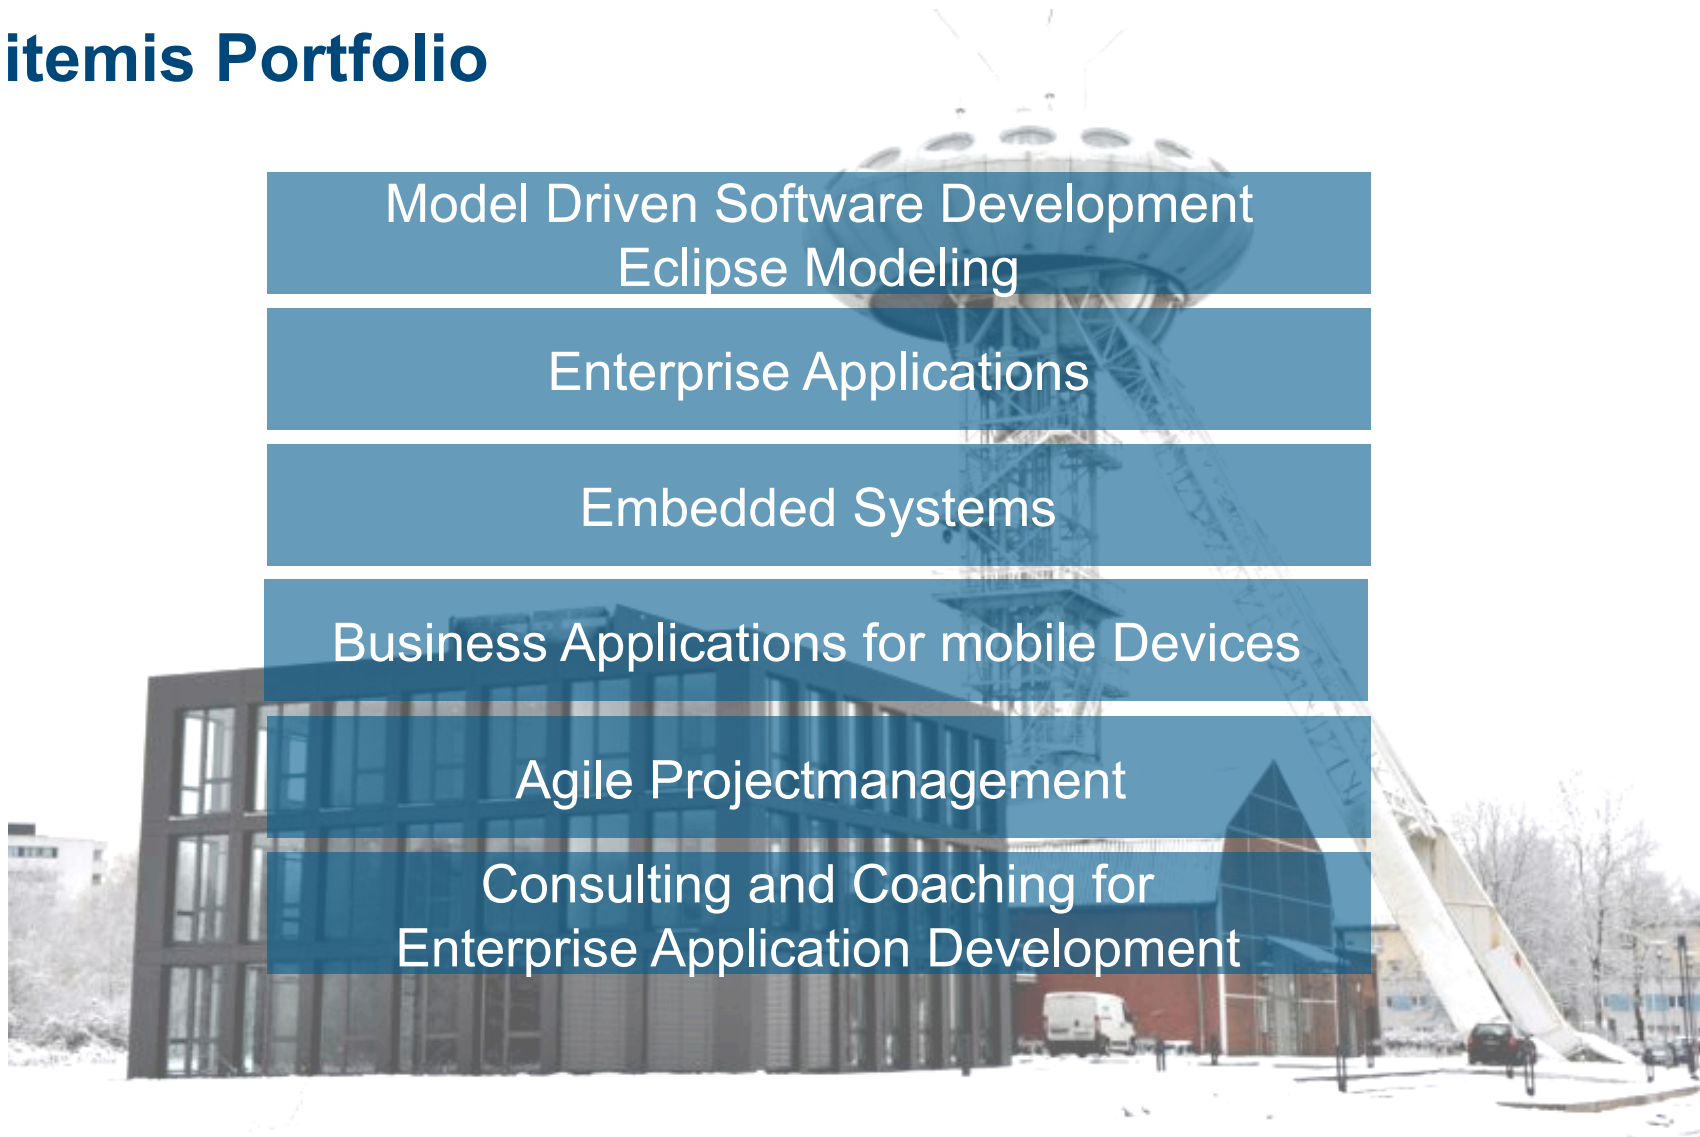 itemis Portfolio
Model Driven Software Development
Eclipse Modeling
Enterprise Applications
Embedded Systems
Business Applications for mobile Devices
Agile Projectmanagement
Consulting and Coaching for
Enterprise Application Development